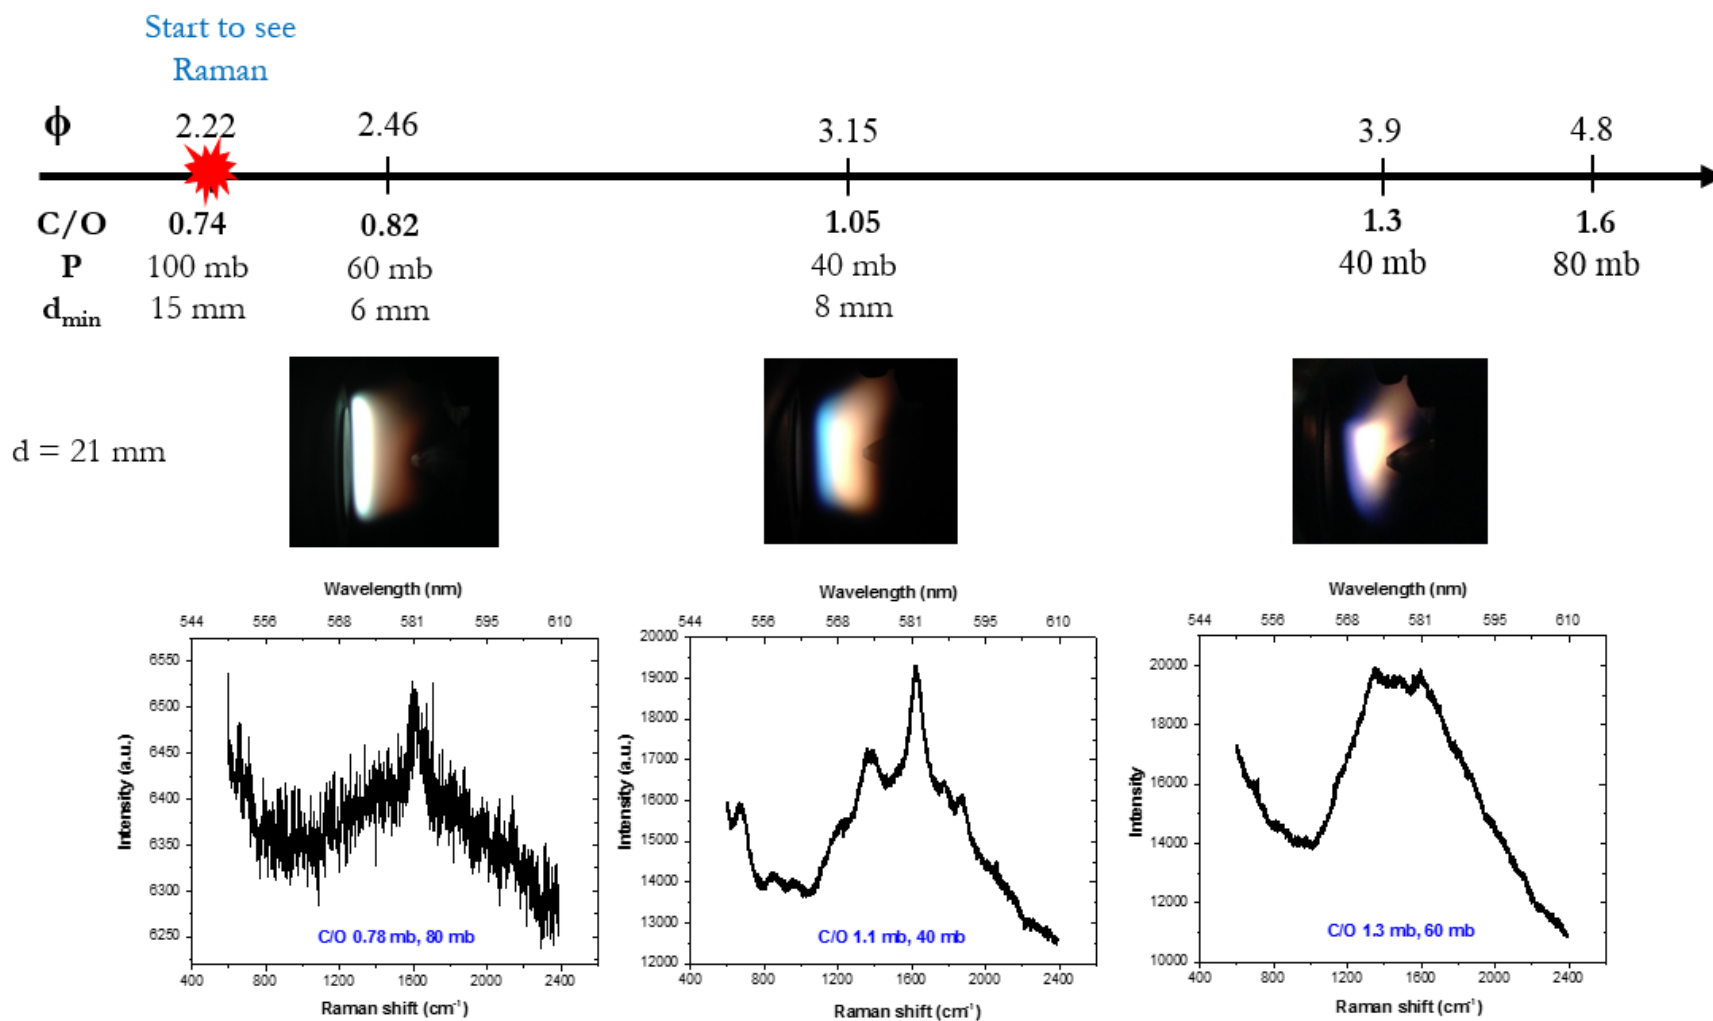 Start to see
Raman
ϕ 2.22 2.46 3.15 3.9 4.8
C/O 0.74 0.82 1.05 1.3 1.6
P 100 mb 60 mb 40 mb 40 mb 80 mb
dmin 15 mm 6 mm 8 mm
d = 21 mm
Wavelength (nm)
544 556 568 581 595 610
6550
6500
6450
6400
6350
6300
6250
Intensity (a.u.)
C/O 0.78 mb, 80 mb
400 800 1200 1600 2000 2400
Raman shift (cm-1)
Wavelength (nm)
544 556 568 581 595 610
20000
19000
18000
17000
16000
15000
14000
13000
12000
Intensity (a.u.)
C/O 1.1 mb, 40 mb
400 800 1200 1600 2000 2400
Raman shift (cm-1)
Wavelength (nm)
544 556 568 581 595 610
20000
18000
16000
14000
12000
10000
Intensity
C/O 1.3 mb, 60 mb
400 800 1200 1600 2000 2400
Raman shift (cm-1)